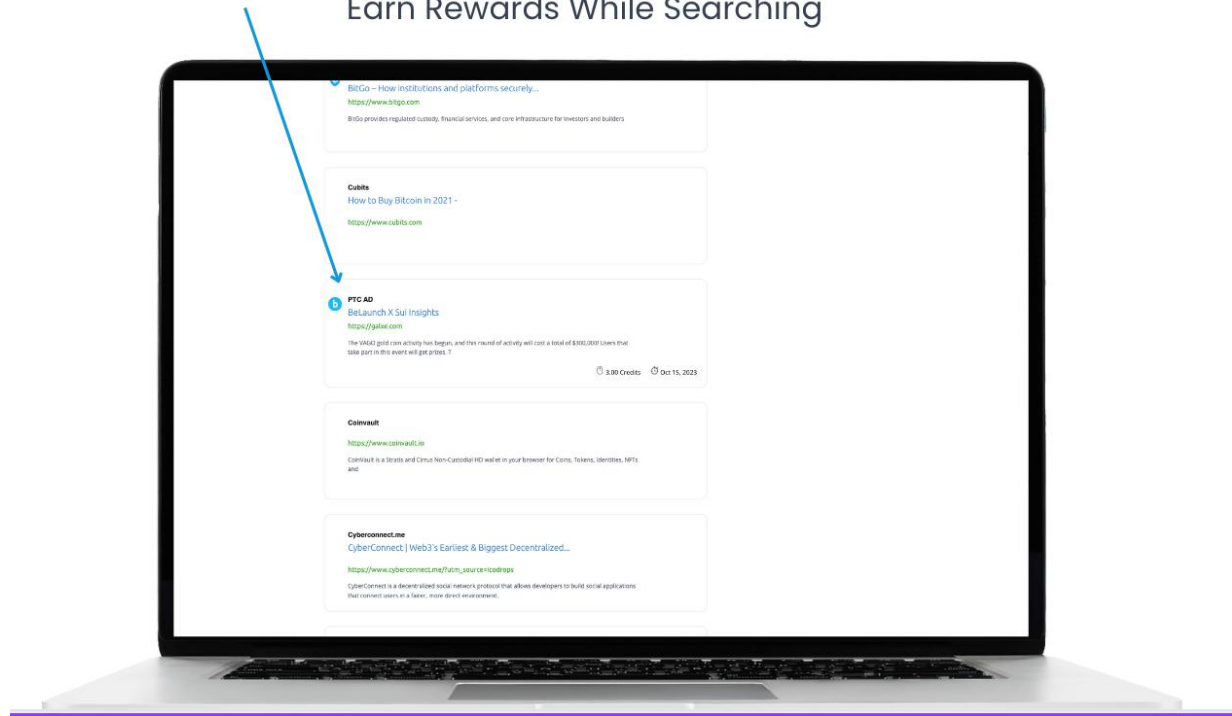 Earn Rewards While Searching
BitGo – How institutions and platforms securely...
https://www.bitgo.com
BitGo provides regulated custody, financial services, and core infrastructure for investors and builders
Cubits
How to Buy Bitcoin in 2021 -
https://www.cubits.com
b
PTC AD
BeLaunch X Sui Insights
https://galxe.com
The VAGO gold coin activity has begun, and this round of activity will cost a total of $300,000! Users that
take part in this event will get prizes. T
3.00 Credits Oct 15, 2023
Coinvault
https://www.coinvault.io
CoinVault is a Stratis and Cirrus Non-Custodial HD wallet in your browser for Coins, Tokens, Identities, NFTs
and
Cyberconnect.me
CyberConnect | Web3's Earliest & Biggest Decentralized...
https://www.cyberconnect.me/?utm_source=icodrops
CyberConnect is a decentralized social network protocol that allows developers to build social applications
that connect users in a fairer, more direct environment.